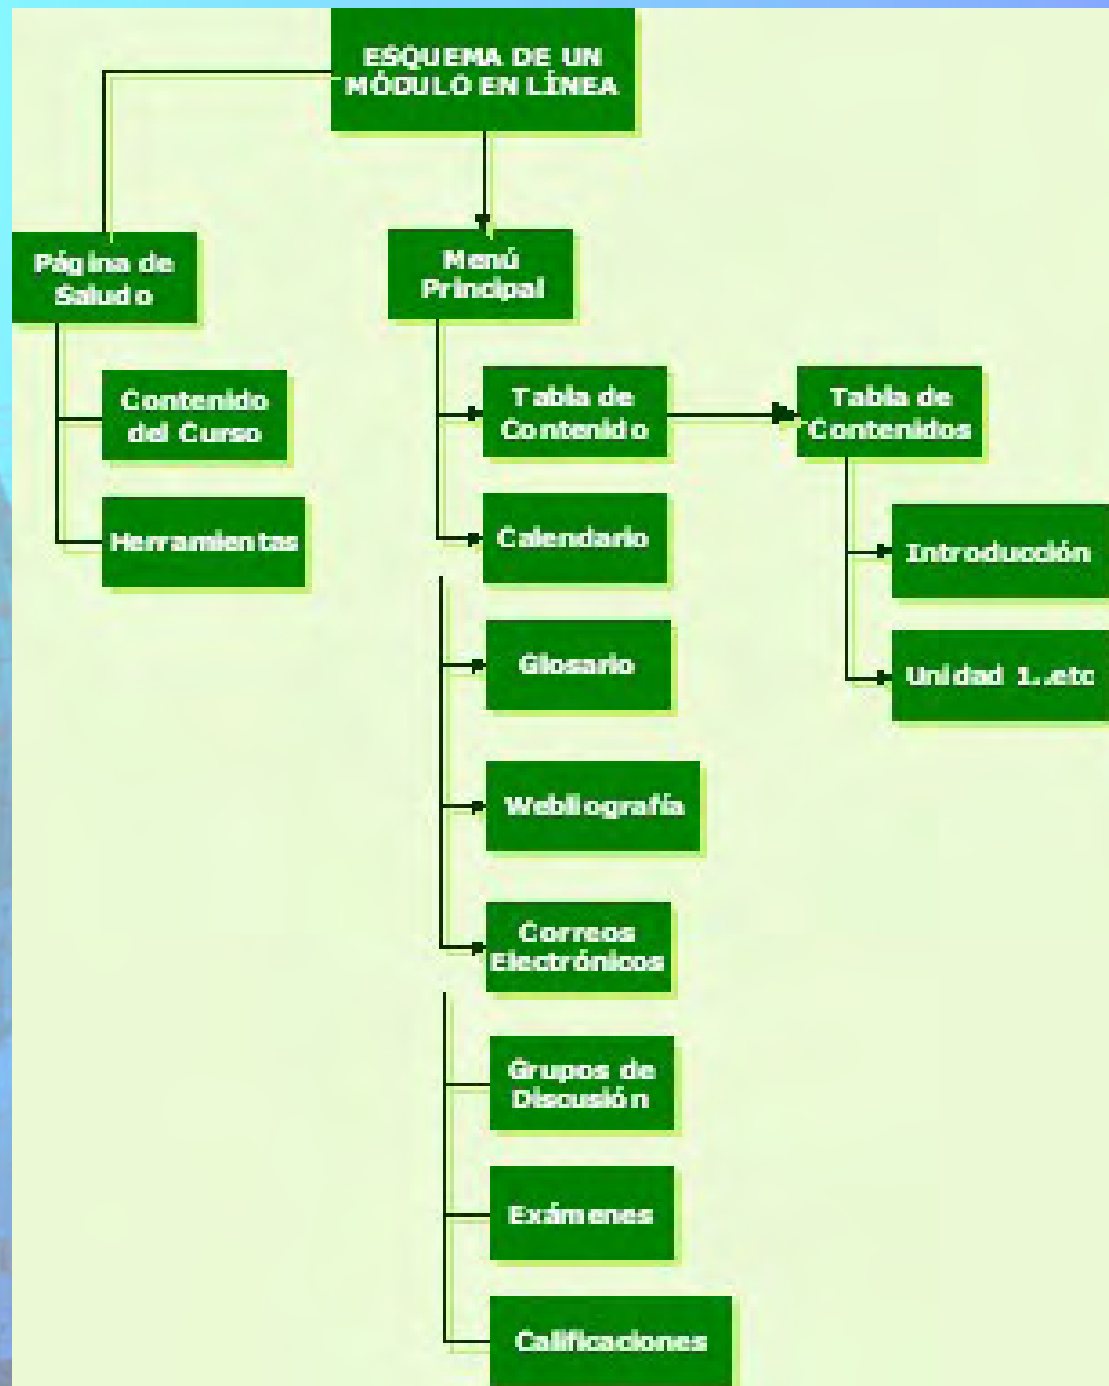 ESQUEMA DE UN
MÓDULO EN LÍNEA
Página de
Saludo
Contenido
del Curso
Herramientas
Menú
Principal
Tabla de
Contenido
Calendario
Glosario
Webliografía
Correos
Electrónicos
Grupos de
Discusión
Exámenes
Calificaciones
Tabla de
Contenidos
Introducción
Unidad 1..etc